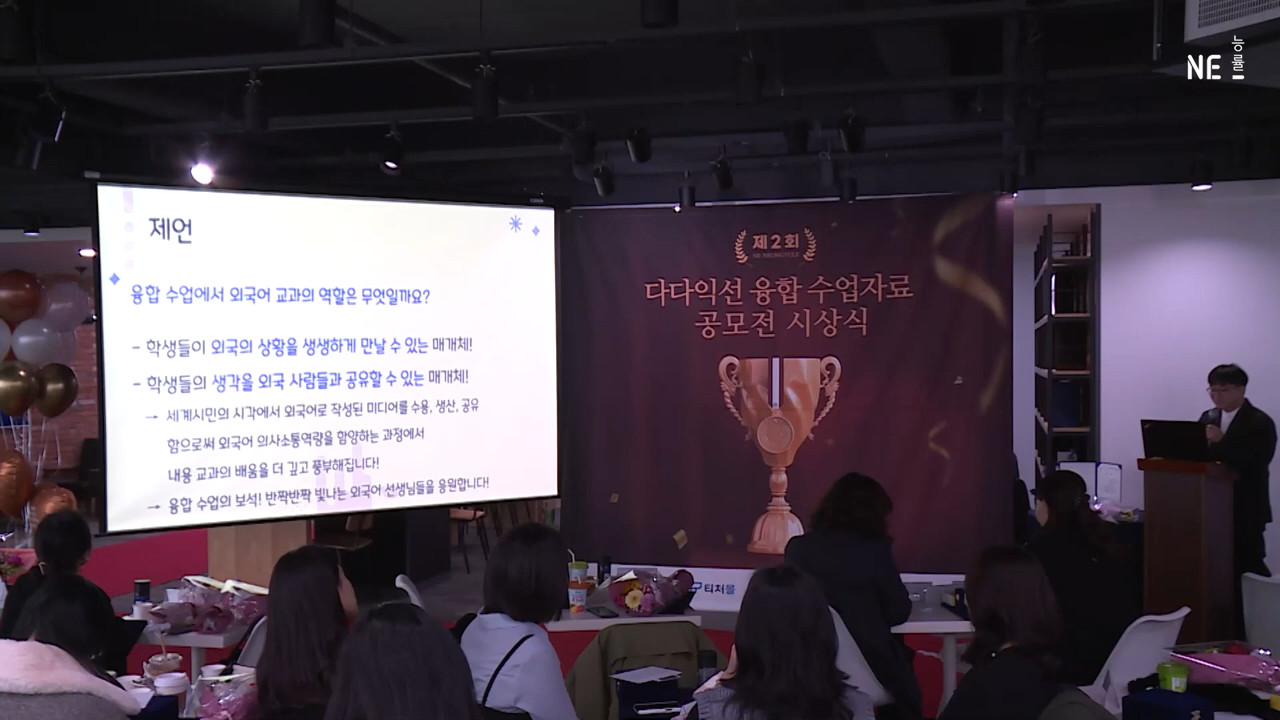 NE 능률
제언
융합 수업에서 외국어 교과의 역할은 무엇일까요?
- 학생들이 외국의 상황을 생생하게 만날 수 있는 매개체!
- 학생들의 생각을 외국 사람들과 공유할 수 있는 매개체!
→ 세계시민의 시각에서 외국어로 작성된 미디어를 수용, 생산, 공유
함으로써 외국어 의사소통역량을 함양하는 과정에서
내용 교과의 배움을 더 깊고 풍부해집니다!
→ 융합 수업의 보석! 반짝반짝 빛나는 외국어 선생님들을 응원합니다!
제2회
NE NEUNGYULE
다다익선 융합 수업자료
공모전 시상식
티처몰